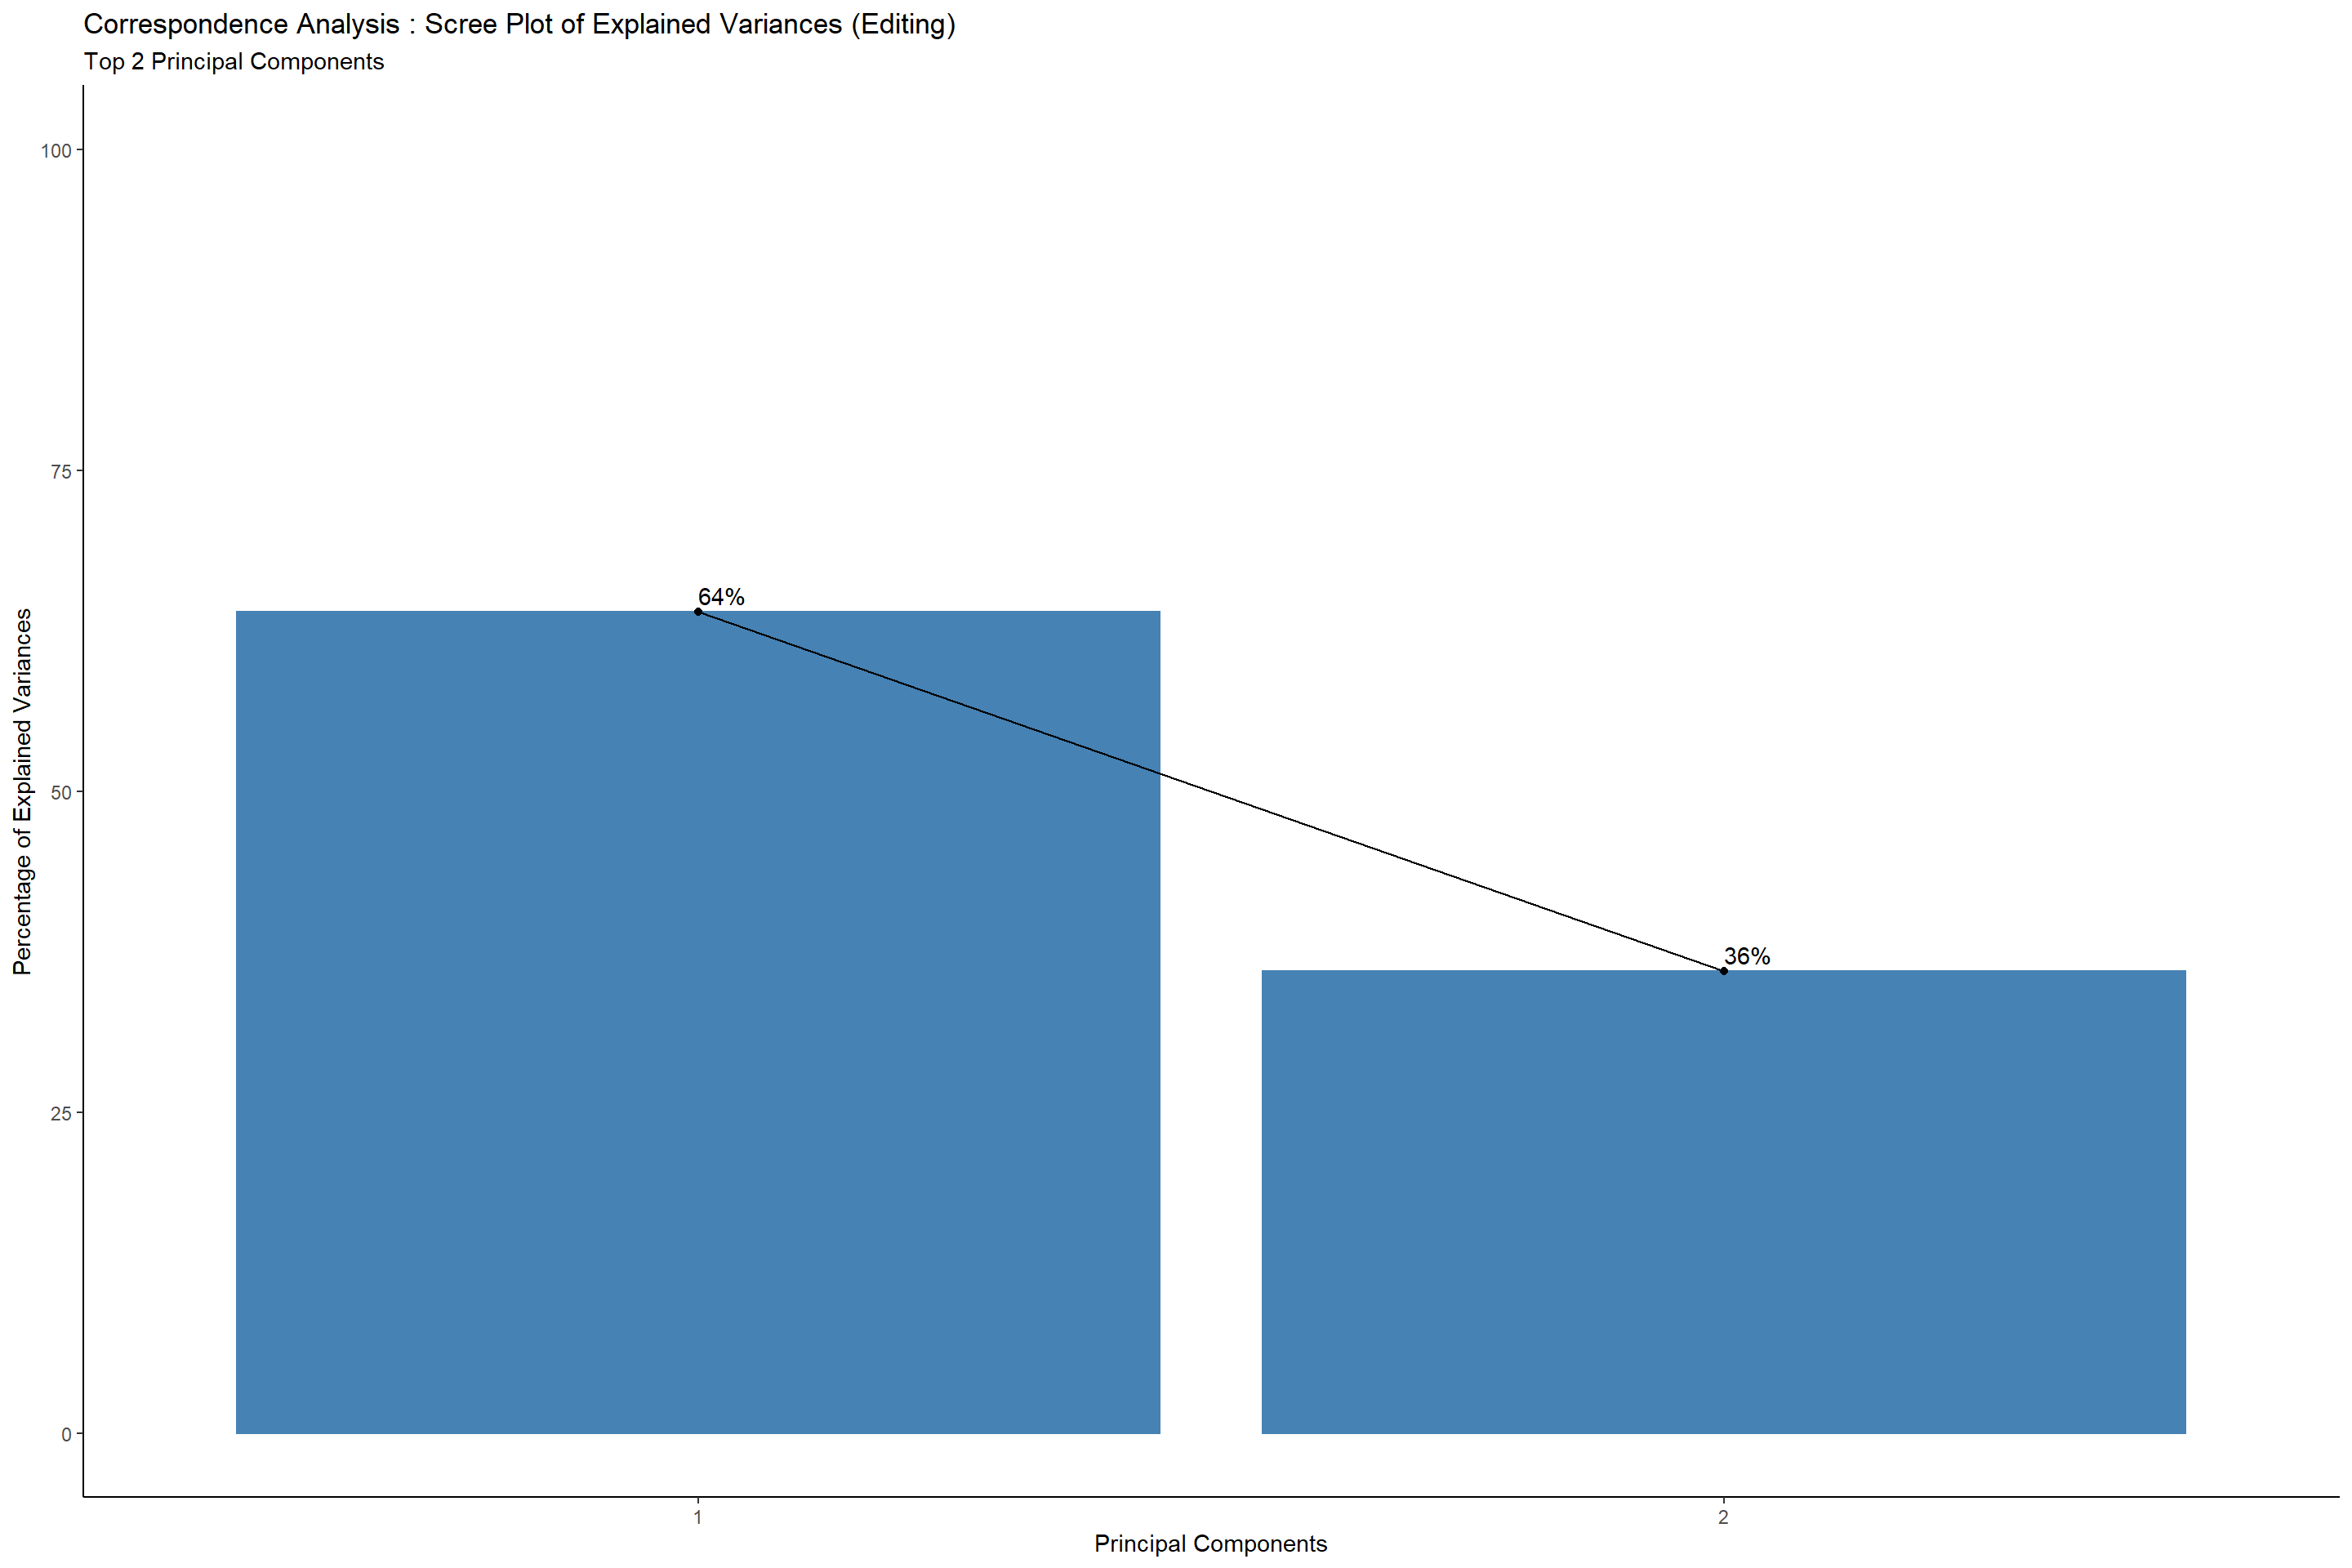 Correspondence Analysis : Scree Plot of Explained Variances (Editing)
Top 2 Principal Components
Percentage of Explained Variances
100
75
50
25
0
64%
36%
1
2
Principal Components